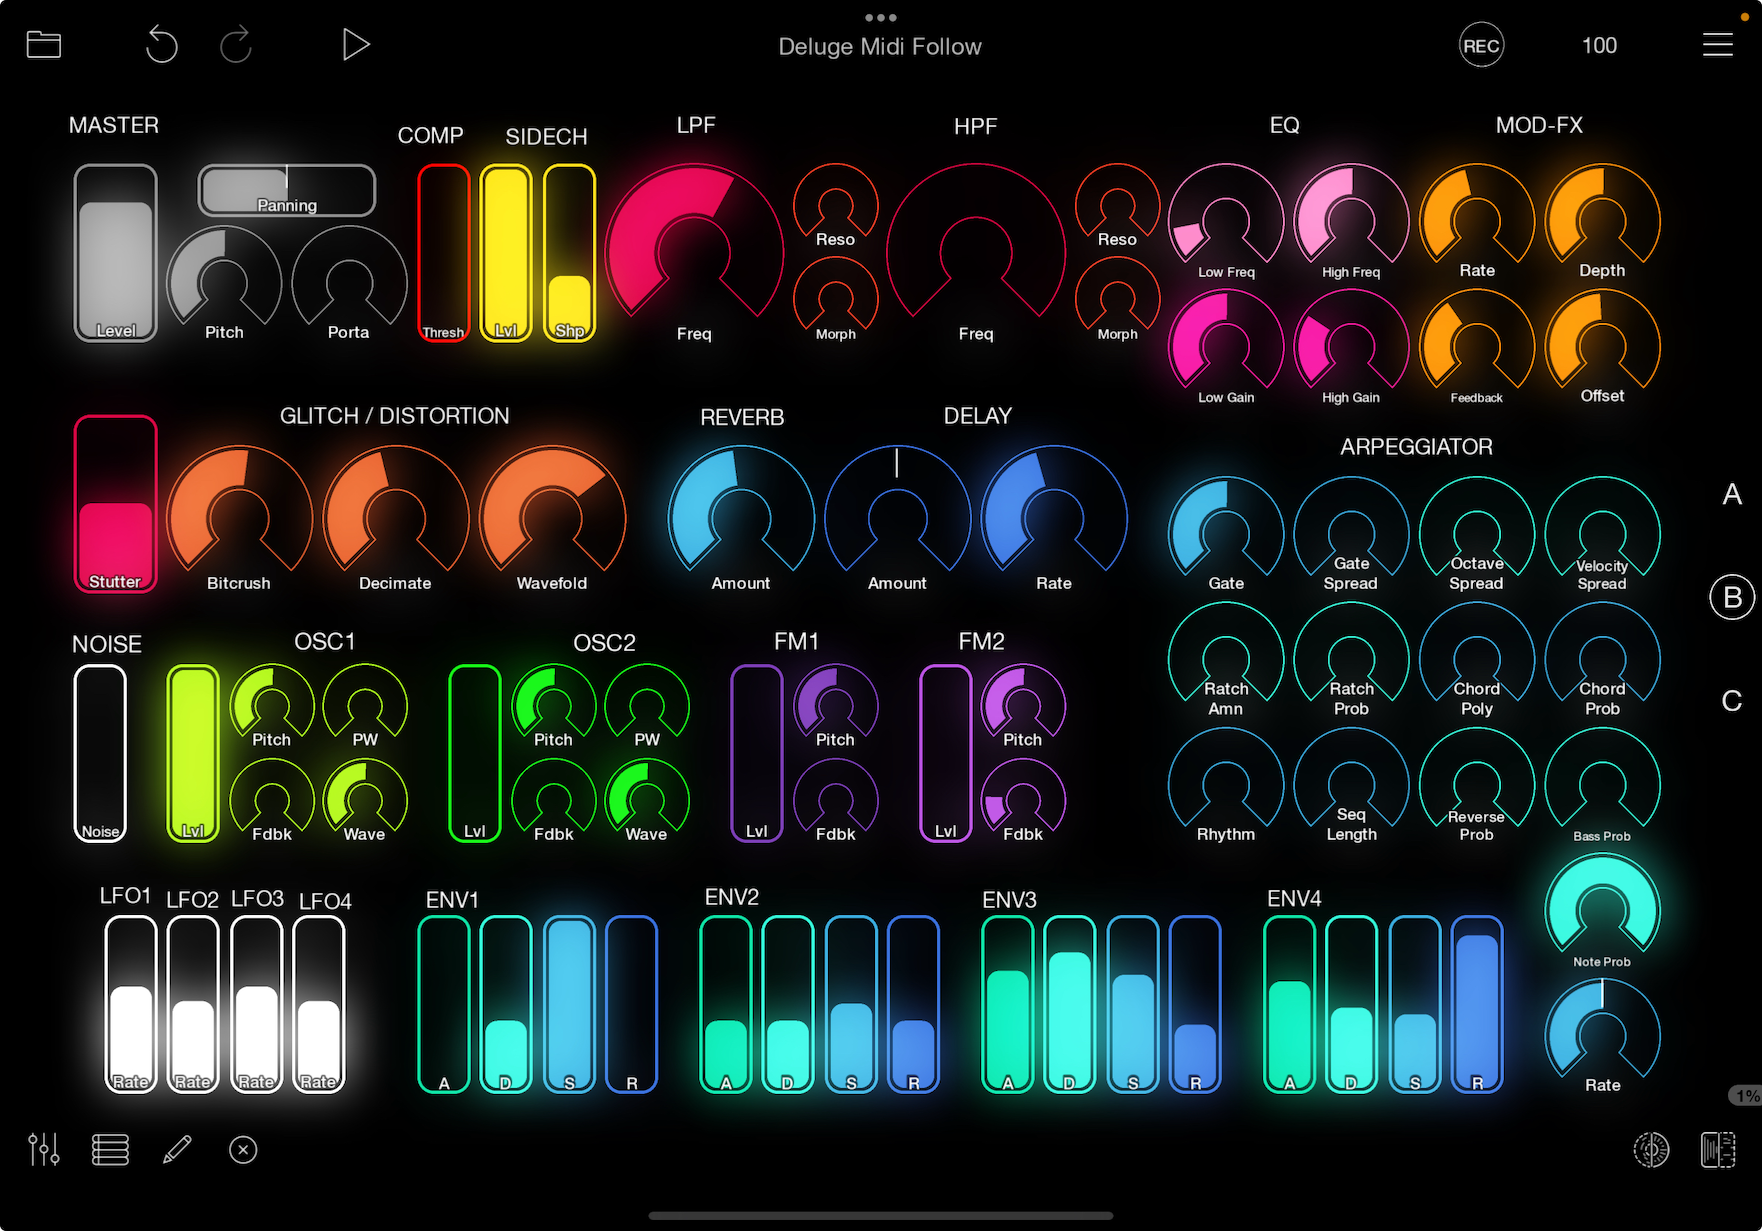 Deluge Midi Follow
REC
100
MASTER
COMP
SIDECH
LPF
HPF
EQ
MOD-FX
Panning
Level
Pitch
Porta
Thresh
Lvl
Shp
Freq
Reso
Morph
Freq
Reso
Morph
Low Freq
High Freq
Rate
Depth
Low Gain
High Gain
Feedback
Offset
GLITCH / DISTORTION
REVERB
DELAY
Stutter
Bitcrush
Decimate
Wavefold
Amount
Amount
Rate
ARPEGGIATOR
Gate
Gate
Spread
Octave
Spread
Velocity
Spread
Ratch
Amn
Ratch
Prob
Chord
Poly
Chord
Prob
Rhythm
Seq
Length
Reverse
Prob
Bass Prob
Note Prob
Rate
A
B
C
NOISE
OSC1
OSC2
FM1
FM2
Noise
Lvl
Pitch
PW
Fdbk
Wave
Lvl
Pitch
PW
Fdbk
Wave
Lvl
Pitch
Fdbk
Lvl
Pitch
Fdbk
LFO1
LFO2
LFO3
LFO4
Rate
Rate
Rate
Rate
ENV1
A
D
S
R
ENV2
A
D
S
R
ENV3
A
D
S
R
ENV4
A
D
S
R
1%